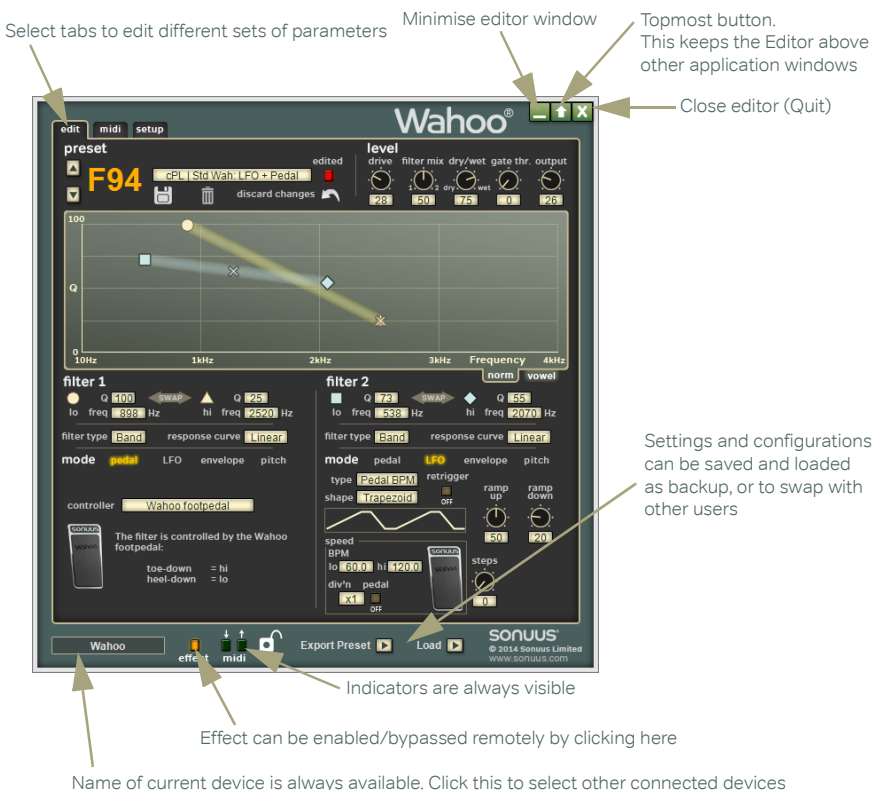 Select tabs to edit different sets of parameters
Minimise editor window
Topmost button.
This keeps the Editor above
other application windows
Close editor (Quit)
Wahoo®
edit midi setup
preset
F94
cPL | Std Wah: LFO + Pedal
edited
discard changes
level
drive filter mix dry/wet gate thr. output
1 2 dry wet
28 50 75 0 26
100
Q
0
10Hz 1kHz 2kHz 3kHz Frequency 4kHz
norm vowel
filter 1
Q 100 SWAP Q 25
lo freq 898 Hz hi freq 2520 Hz
filter type Band response curve Linear
mode pedal LFO envelope pitch
controller Wahoo footpedal
sonuus
Wahoo
The filter is controlled by the Wahoo
footpedal:
toe-down = hi
heel-down = lo
filter 2
Q 73 SWAP Q 55
lo freq 538 Hz hi freq 2070 Hz
filter type Band response curve Linear
mode pedal LFO envelope pitch
type Pedal BPM retrigger
OFF
shape Trapezoid
ramp up
50
ramp down
20
speed
BPM
lo 60.0 hi 120.0
div'n pedal
x1
OFF
sonuus
Wahoo
steps
0
Settings and configurations
can be saved and loaded
as backup, or to swap with
other users
Wahoo
effect midi
Export Preset Load
sonuus®
© 2014 Sonuus Limited
www.sonuus.com
Indicators are always visible
Effect can be enabled/bypassed remotely by clicking here
Name of current device is always available. Click this to select other connected devices